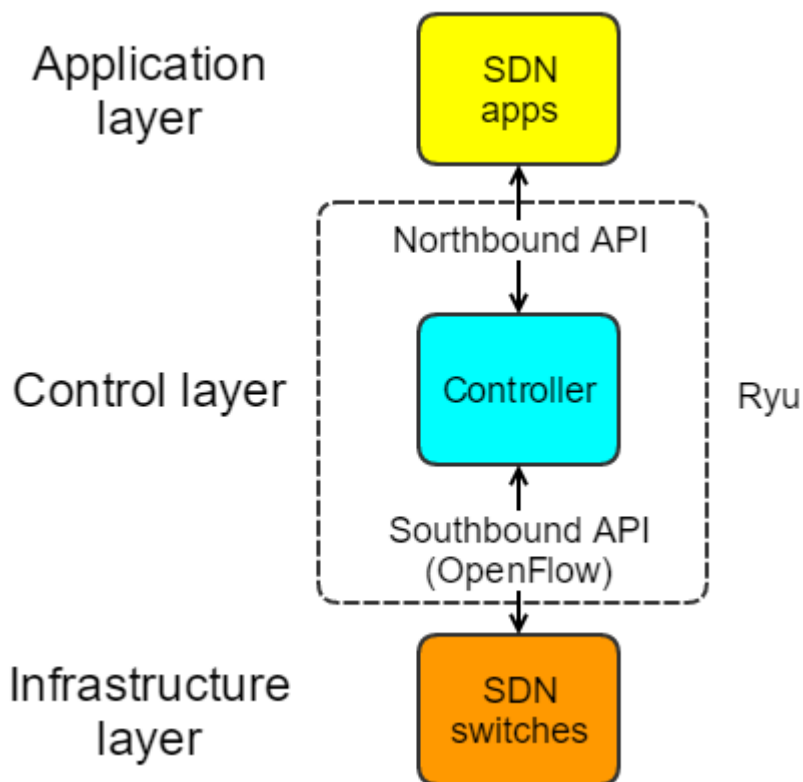 Application
layer
SDN
apps
Northbound API
Control layer
Controller
Ryu
Southbound API
(OpenFlow)
Infrastructure
layer
SDN
switches